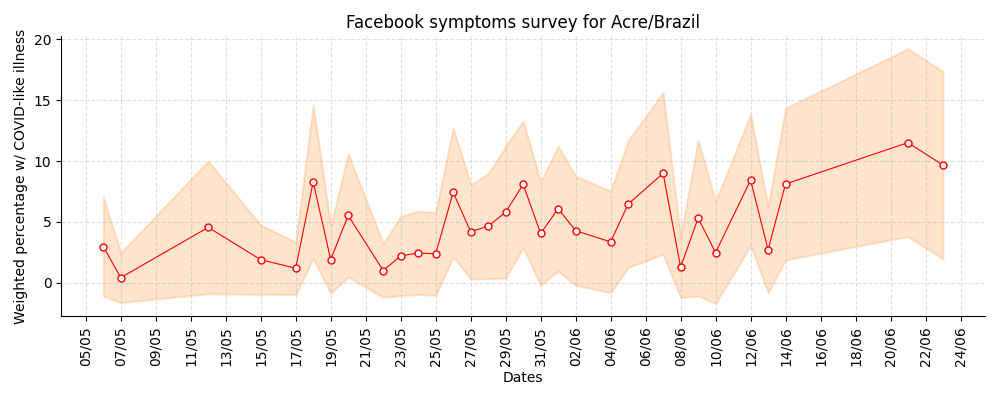 Facebook symptoms survey for Acre/Brazil
Weighted percentage w/ COVID-like illness
20
15
10
5
0
05/05 07/05 09/05 11/05 13/05 15/05 17/05 19/05 21/05 23/05 25/05 27/05 29/05 31/05 02/06 04/06 06/06 08/06 10/06 12/06 14/06 16/06 18/06 20/06 22/06 24/06
Dates